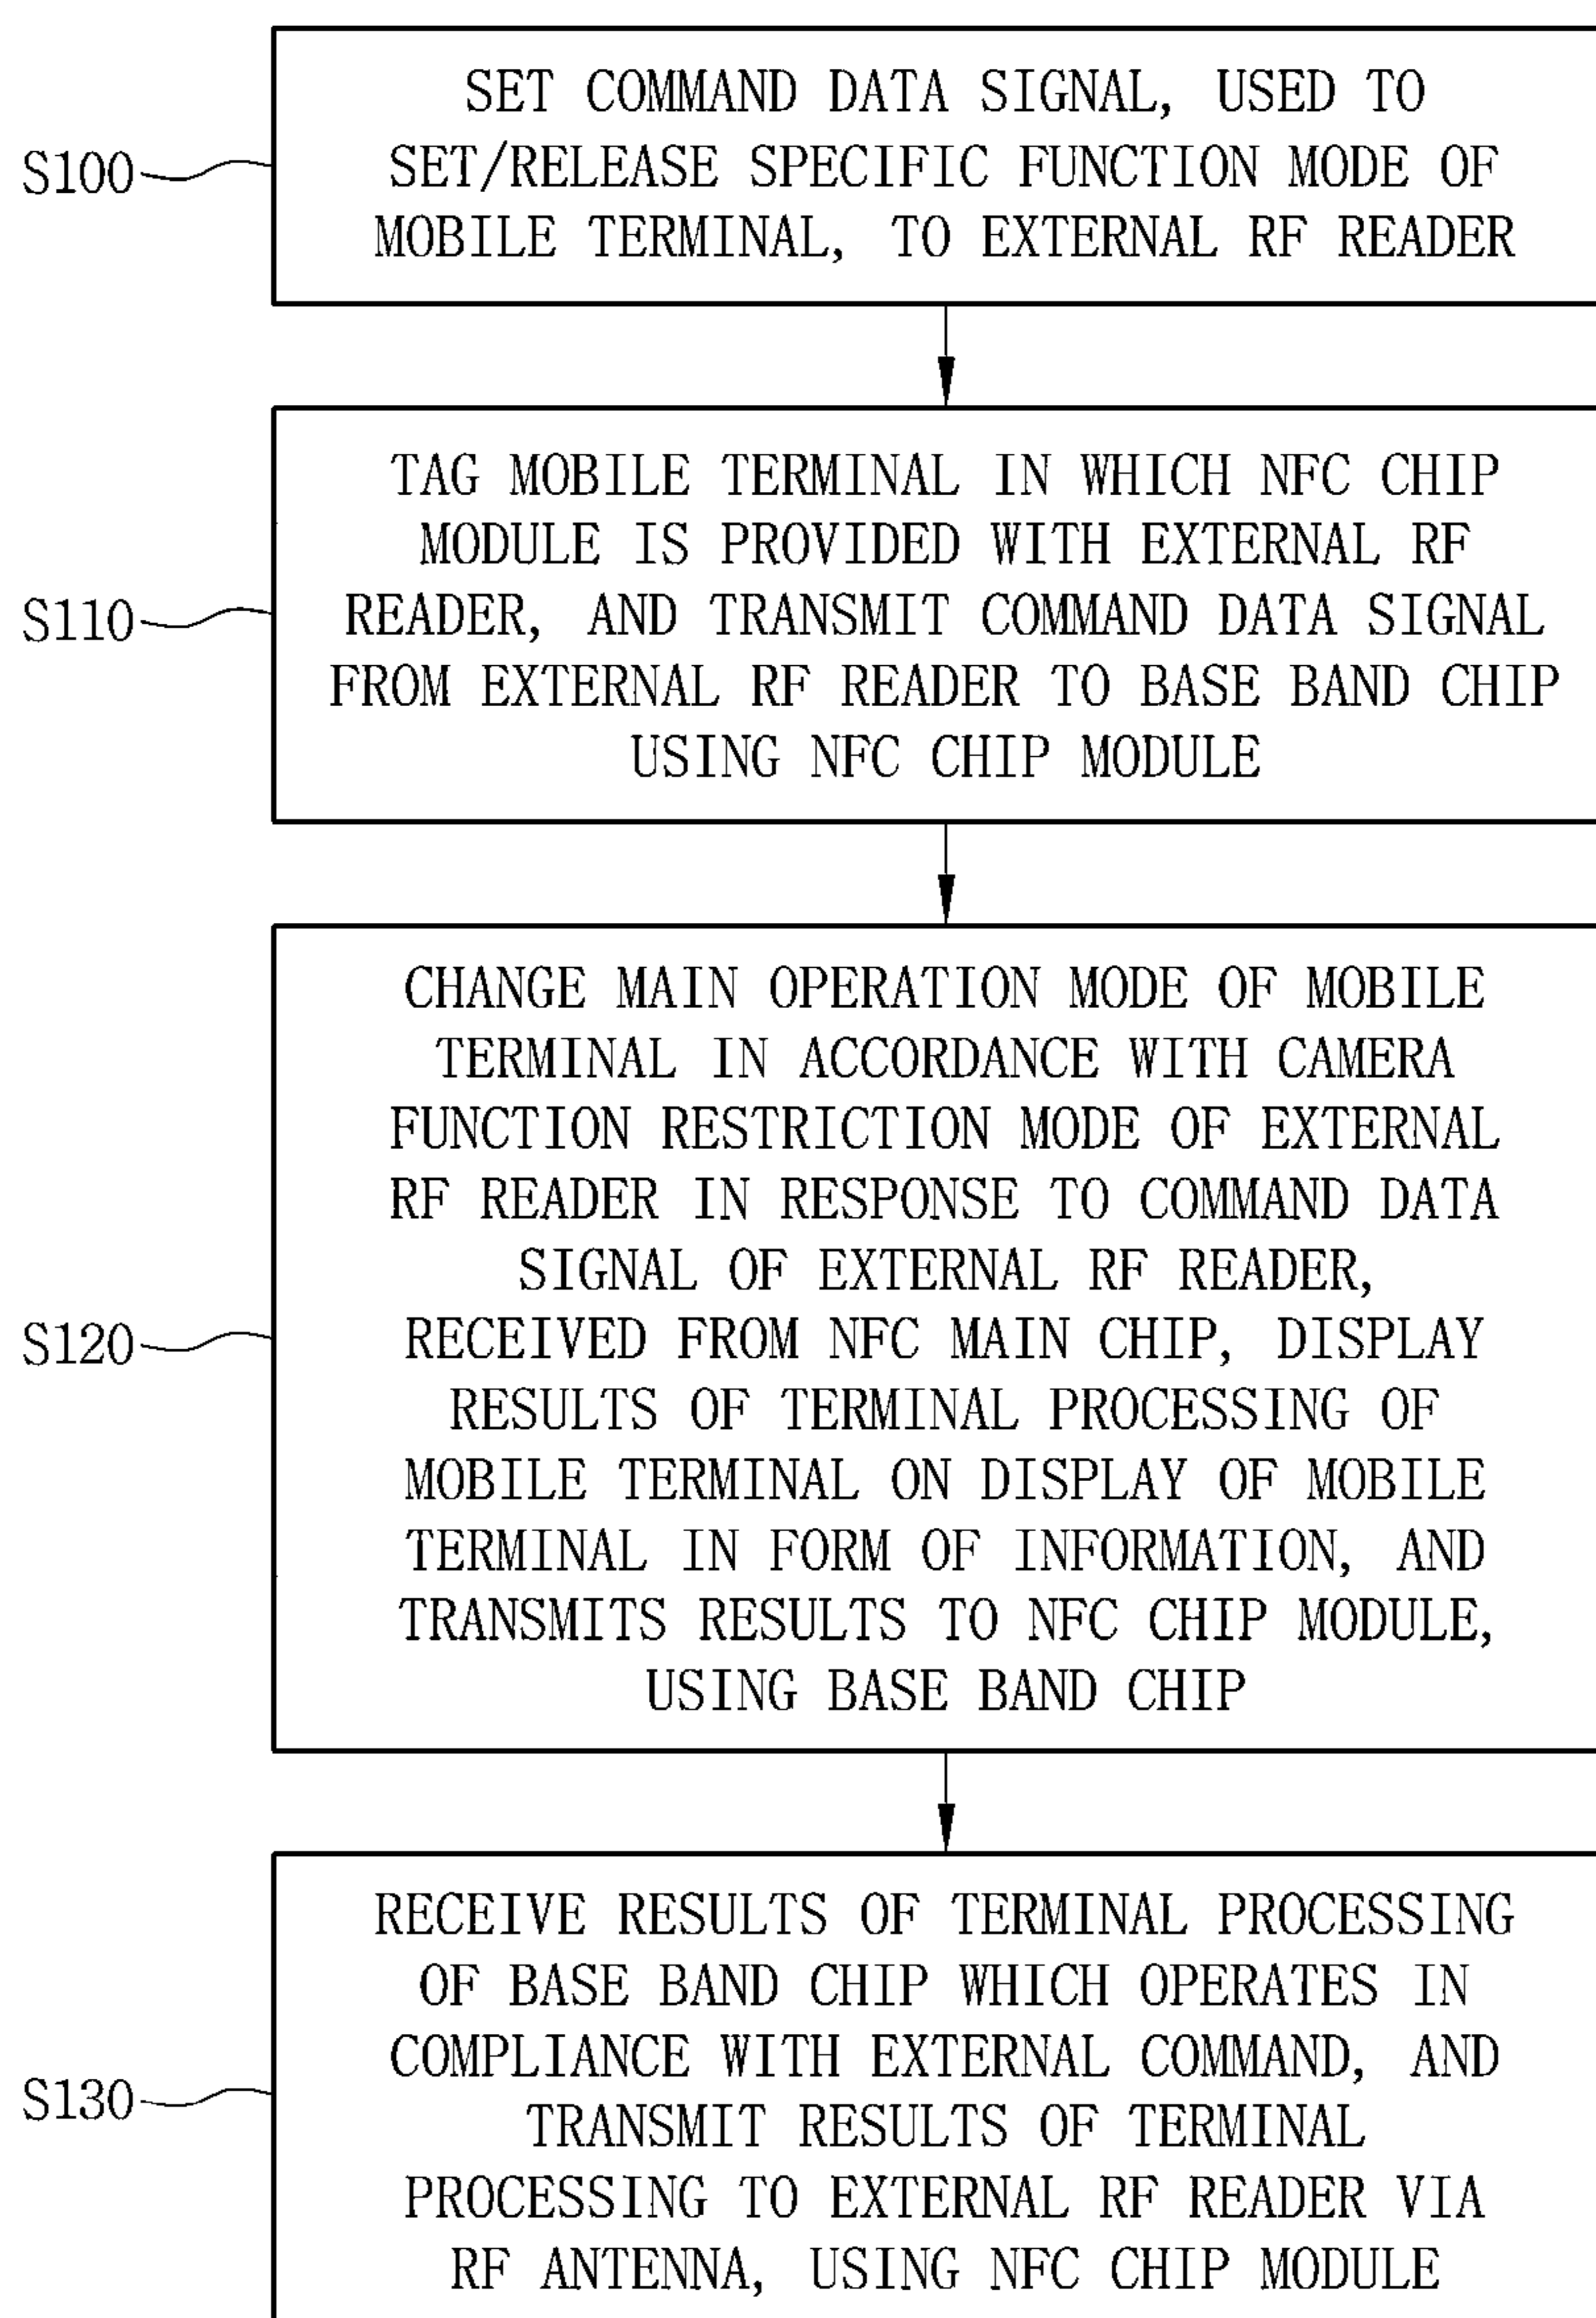 S100
SET COMMAND DATA SIGNAL, USED TO
SET/RELEASE SPECIFIC FUNCTION MODE OF
MOBILE TERMINAL, TO EXTERNAL RF READER
S110
TAG MOBILE TERMINAL IN WHICH NFC CHIP
MODULE IS PROVIDED WITH EXTERNAL RF
READER, AND TRANSMIT COMMAND DATA SIGNAL
FROM EXTERNAL RF READER TO BASE BAND CHIP
USING NFC CHIP MODULE
S120
CHANGE MAIN OPERATION MODE OF MOBILE
TERMINAL IN ACCORDANCE WITH CAMERA
FUNCTION RESTRICTION MODE OF EXTERNAL
RF READER IN RESPONSE TO COMMAND DATA
SIGNAL OF EXTERNAL RF READER,
RECEIVED FROM NFC MAIN CHIP, DISPLAY
RESULTS OF TERMINAL PROCESSING OF
MOBILE TERMINAL ON DISPLAY OF MOBILE
TERMINAL IN FORM OF INFORMATION, AND
TRANSMITS RESULTS TO NFC CHIP MODULE,
USING BASE BAND CHIP
S130
RECEIVE RESULTS OF TERMINAL PROCESSING
OF BASE BAND CHIP WHICH OPERATES IN
COMPLIANCE WITH EXTERNAL COMMAND, AND
TRANSMIT RESULTS OF TERMINAL
PROCESSING TO EXTERNAL RF READER VIA
RF ANTENNA, USING NFC CHIP MODULE